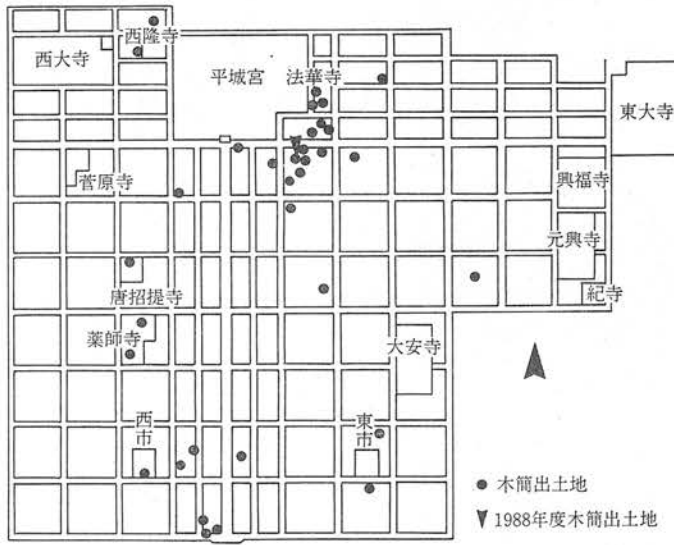 西隆寺
西大寺
平城宮
法華寺
東大寺
菅原寺
興福寺
元興寺
唐招提寺
紀寺
薬師寺
大安寺
西市
東市
木簡出土地
1988年度木簡出土地